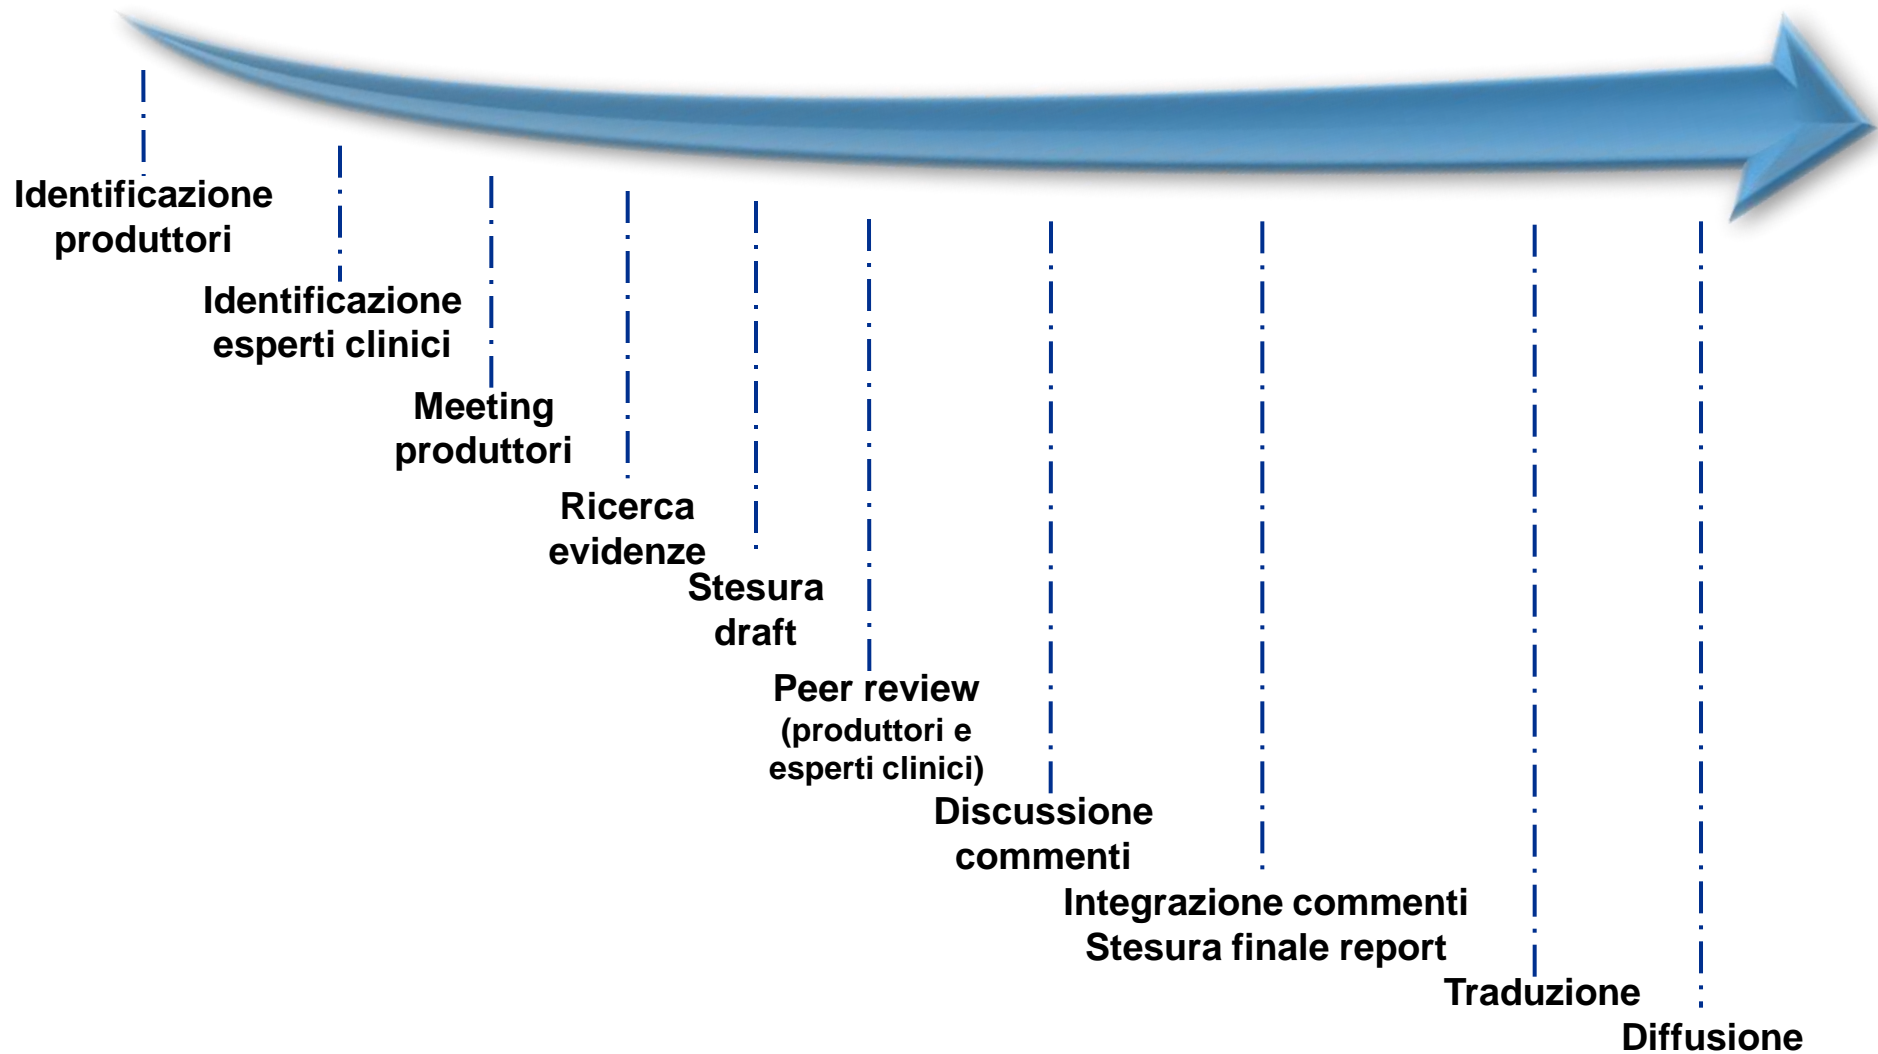 Identificazione
produttori
Identificazione
esperti clinici
Meeting
produttori
Ricerca
evidenze
Stesura
draft
Peer review
(produttori e
esperti clinici)
Discussione
commenti
Integrazione commenti
Stesura finale report
Traduzione
Diffusione